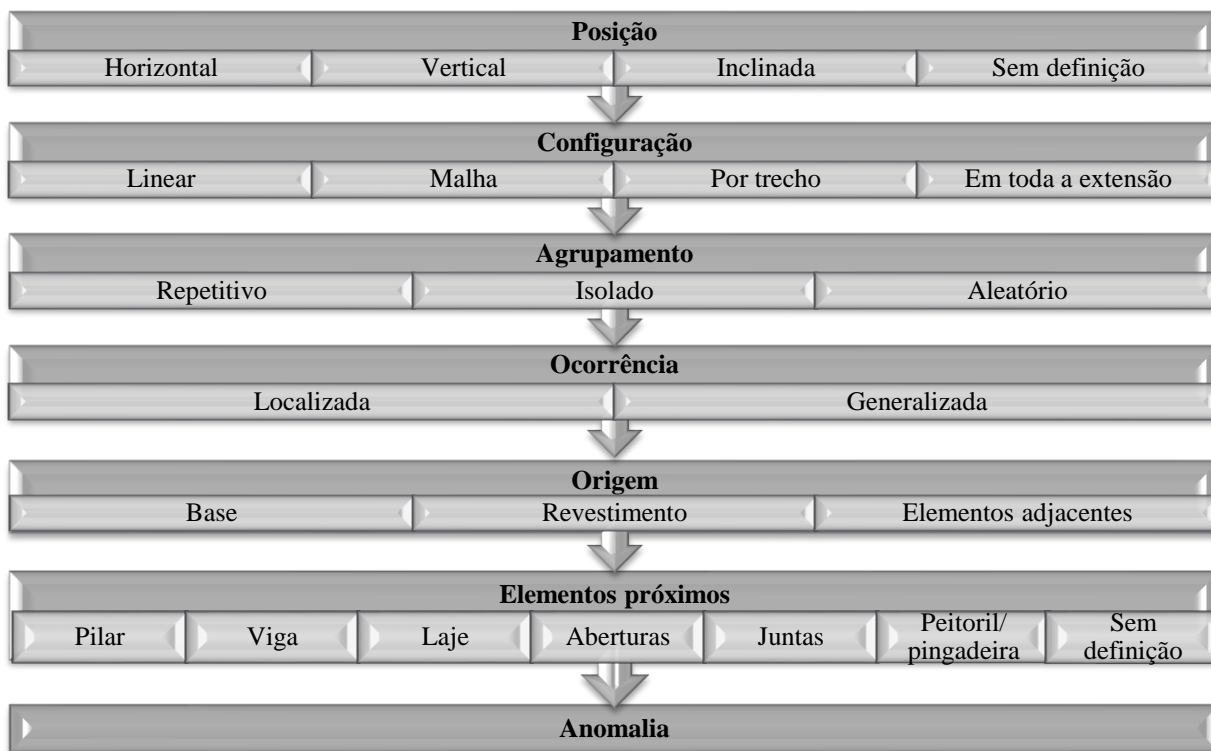 Posição
Horizontal Vertical Inclinada Sem definição
Configuração
Linear Malha Por trecho Em toda a extensão
Agrupamento
Repetitivo Isolado Aleatório
Ocorrência
Localizada Generalizada
Origem
Base Revestimento Elementos adjacentes
Elementos próximos
Pilar Viga Laje Aberturas Juntas Peitoril/ pingadeira Sem definição
Anomalia